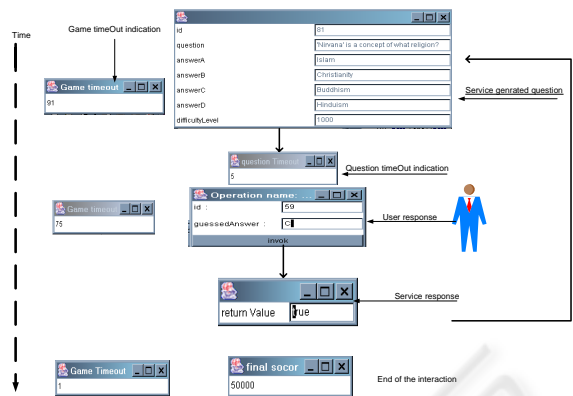 Time
Game timeOut indication
id 81
question 'Nirvana' is a concept of what religion?
answerA Islam
answerB Christianity
answerC Buddhism
answerD Hinduism
difficultyLevel 1000
Game timeout
91
Service genrated question
question Timeout
5
Question timeOut indication
Game timeout
75
Operation name: ...
id : 59
guessedAnswer : C
invok
User response
Service response
return Value true
Game Timeout
1
final socor
50000
End of the interaction